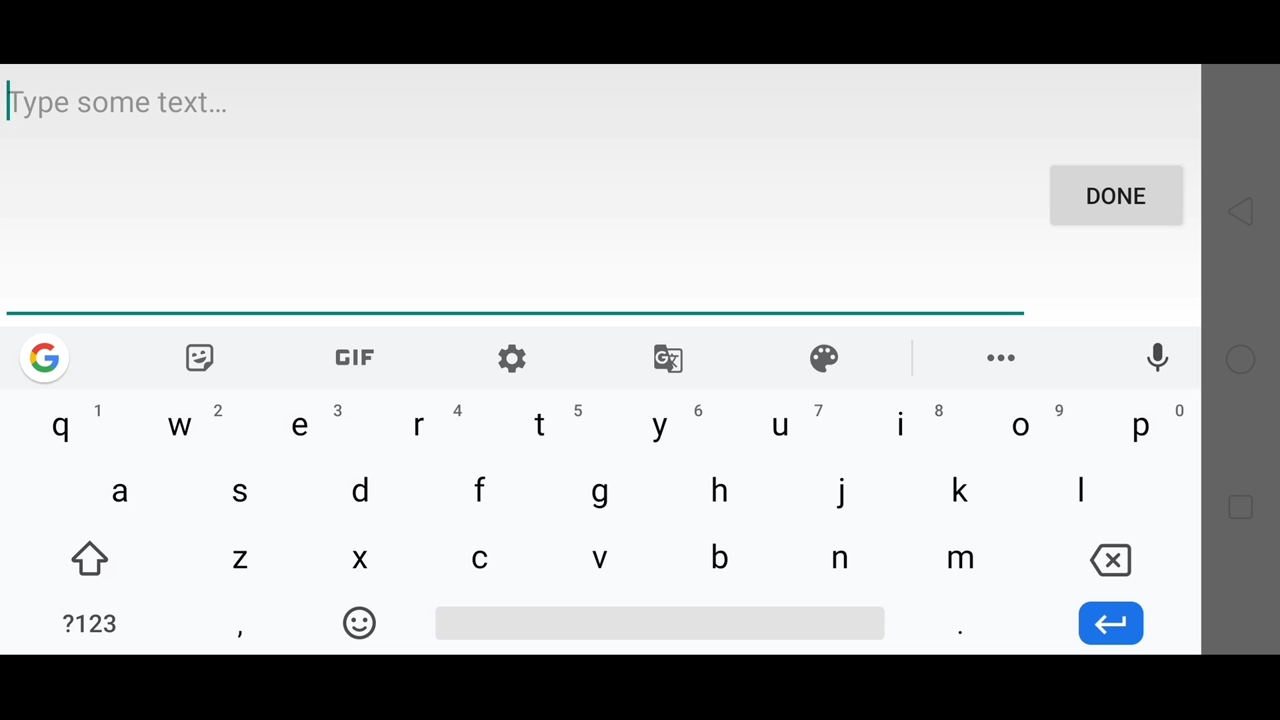 Type some text...
DONE
G GIF G
q 1 w 2 e 3 r 4 t 5 y 6 u 7 i 8 o 9 p 0
a s d f g h j k l
z x c v b n m
?123 , .